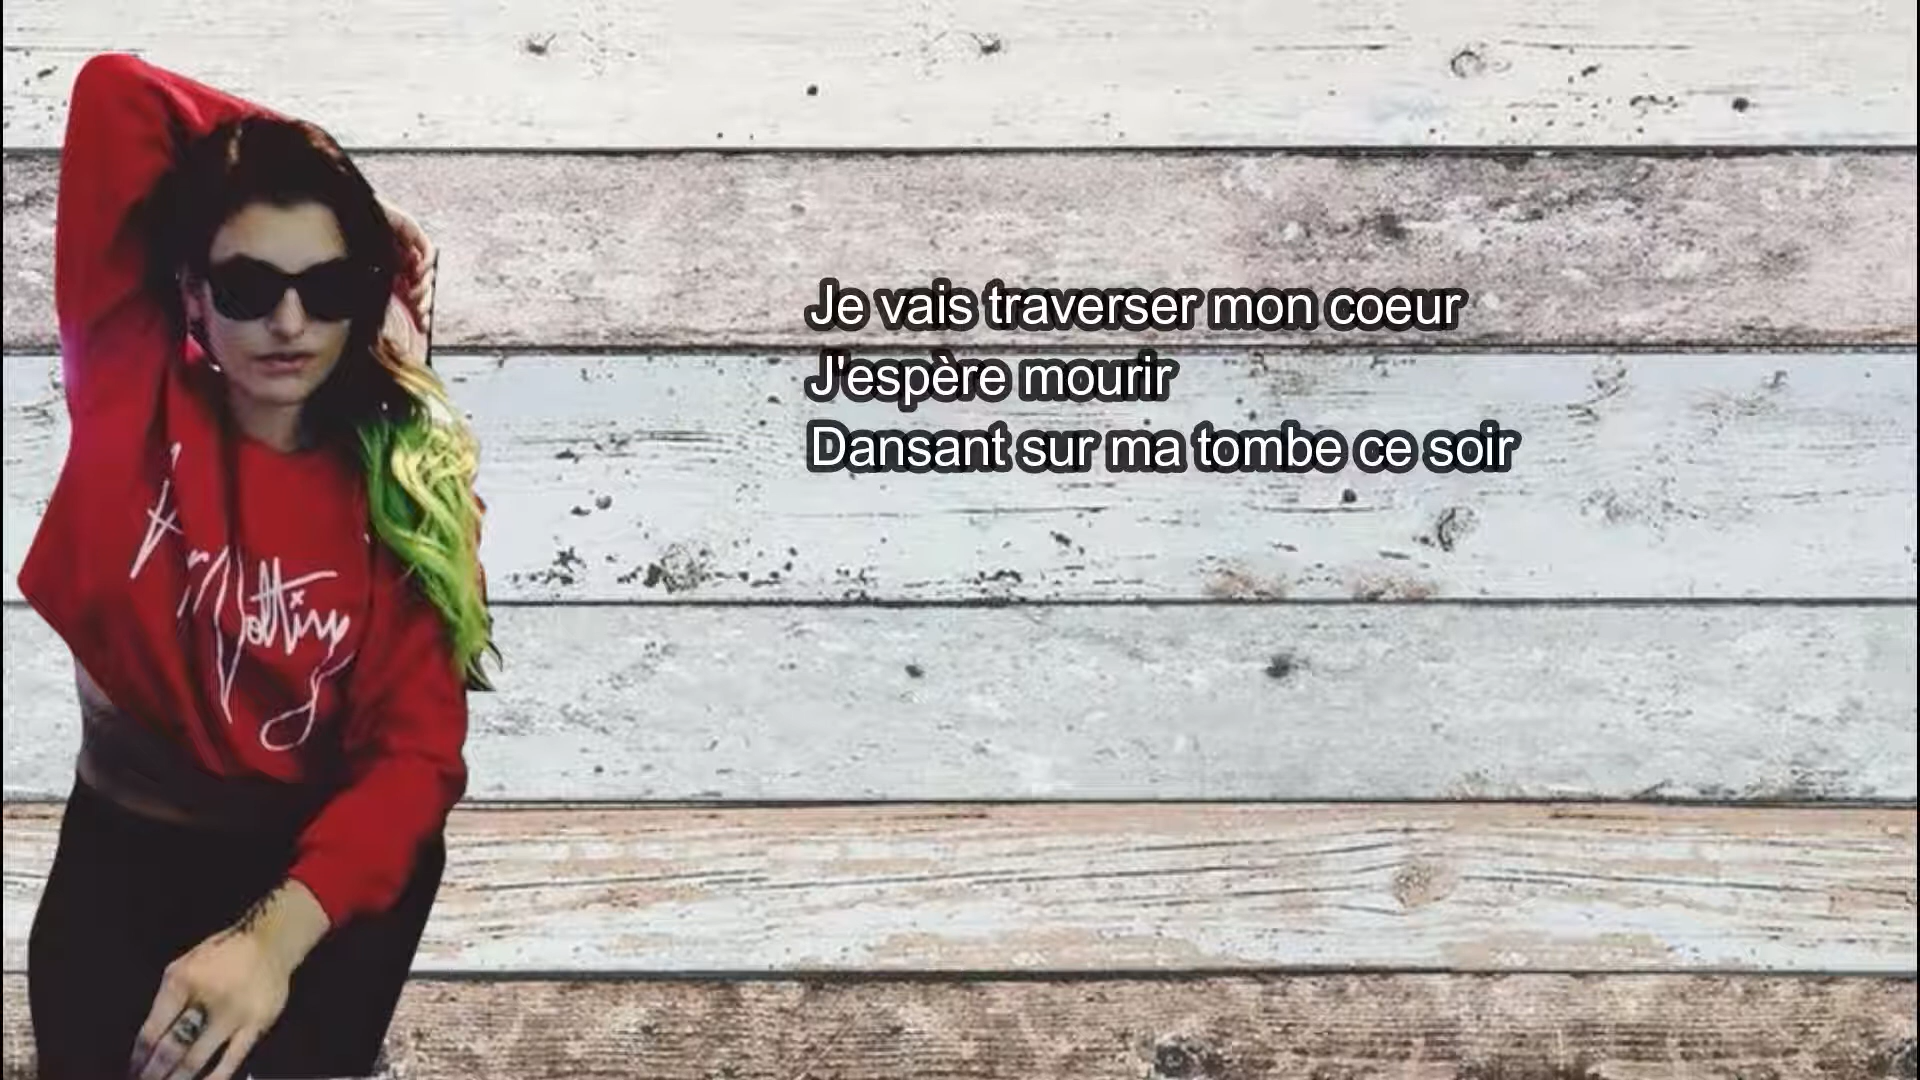 Je vais traverser mon coeur
J'espère mourir
Dansant sur ma tombe ce soir